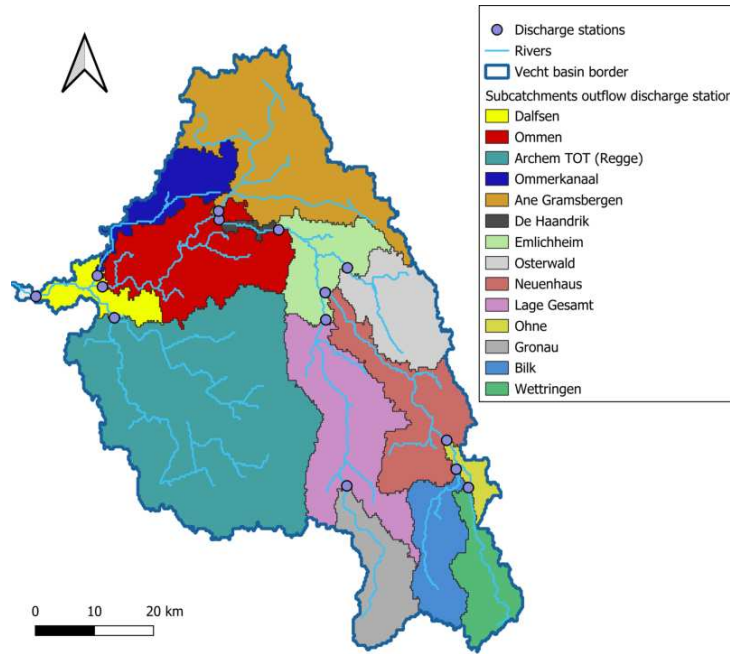 Discharge stations
Rivers
Vecht basin border
Subcatchments outflow discharge station
Dalfsen
Ommen
Archem TOT (Regge)
Ommerkanaal
Ane Gramsbergen
De Haandrik
Emlichheim
Osterwald
Neuenhaus
Lage Gesamt
Ohne
Gronau
Bilk
Wettringen
0 10 20 km